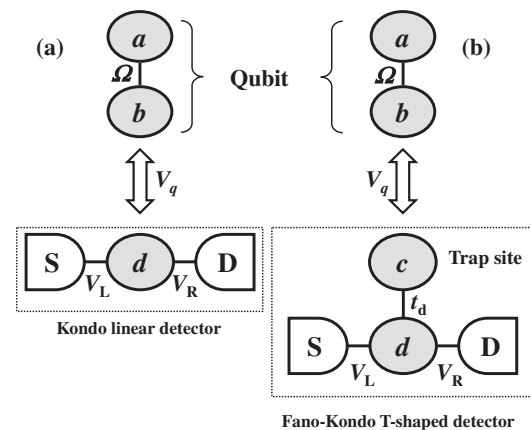 (a)
a
Ω
b
Qubit
a
Ω
b
(b)
V_q
V_q
S
d
D
V_L
V_R
Kondo linear detector
c
Trap site
t_d
S
d
D
V_L
V_R
Fano-Kondo T-shaped detector